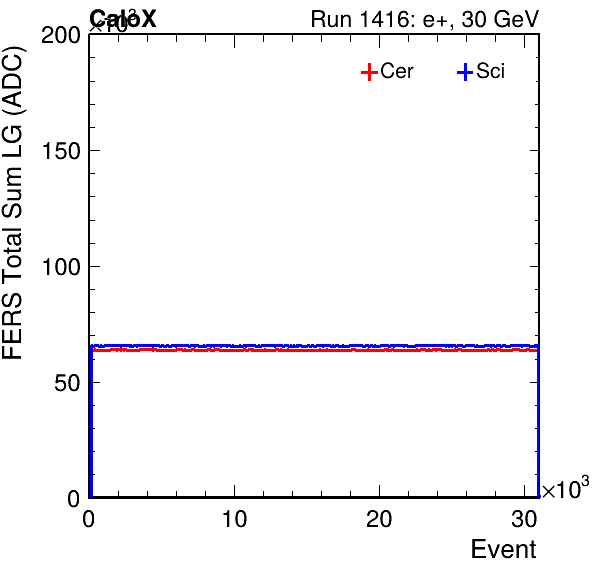 CaloX Run 1416: e+, 30 GeV
×10³
FERS Total Sum LG (ADC)
Cer Sci
200
150
100
50
0
0 10 20 30
×10³
Event